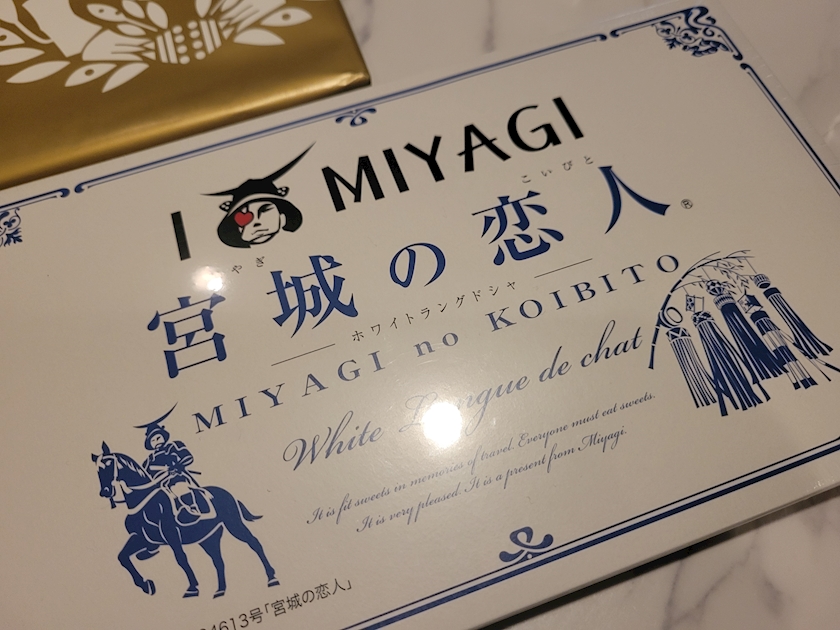 I MIYAGI
こいびと
やぎ
宮城の恋人®
ホワイトラングドシャ
MIYAGI no KOIBITO
White Langue de chat
It is fit sweets in memories of travel. Everyone must eat sweets.
It is very pleased. It is a present from Miyagi.
4613号「宮城の恋人」